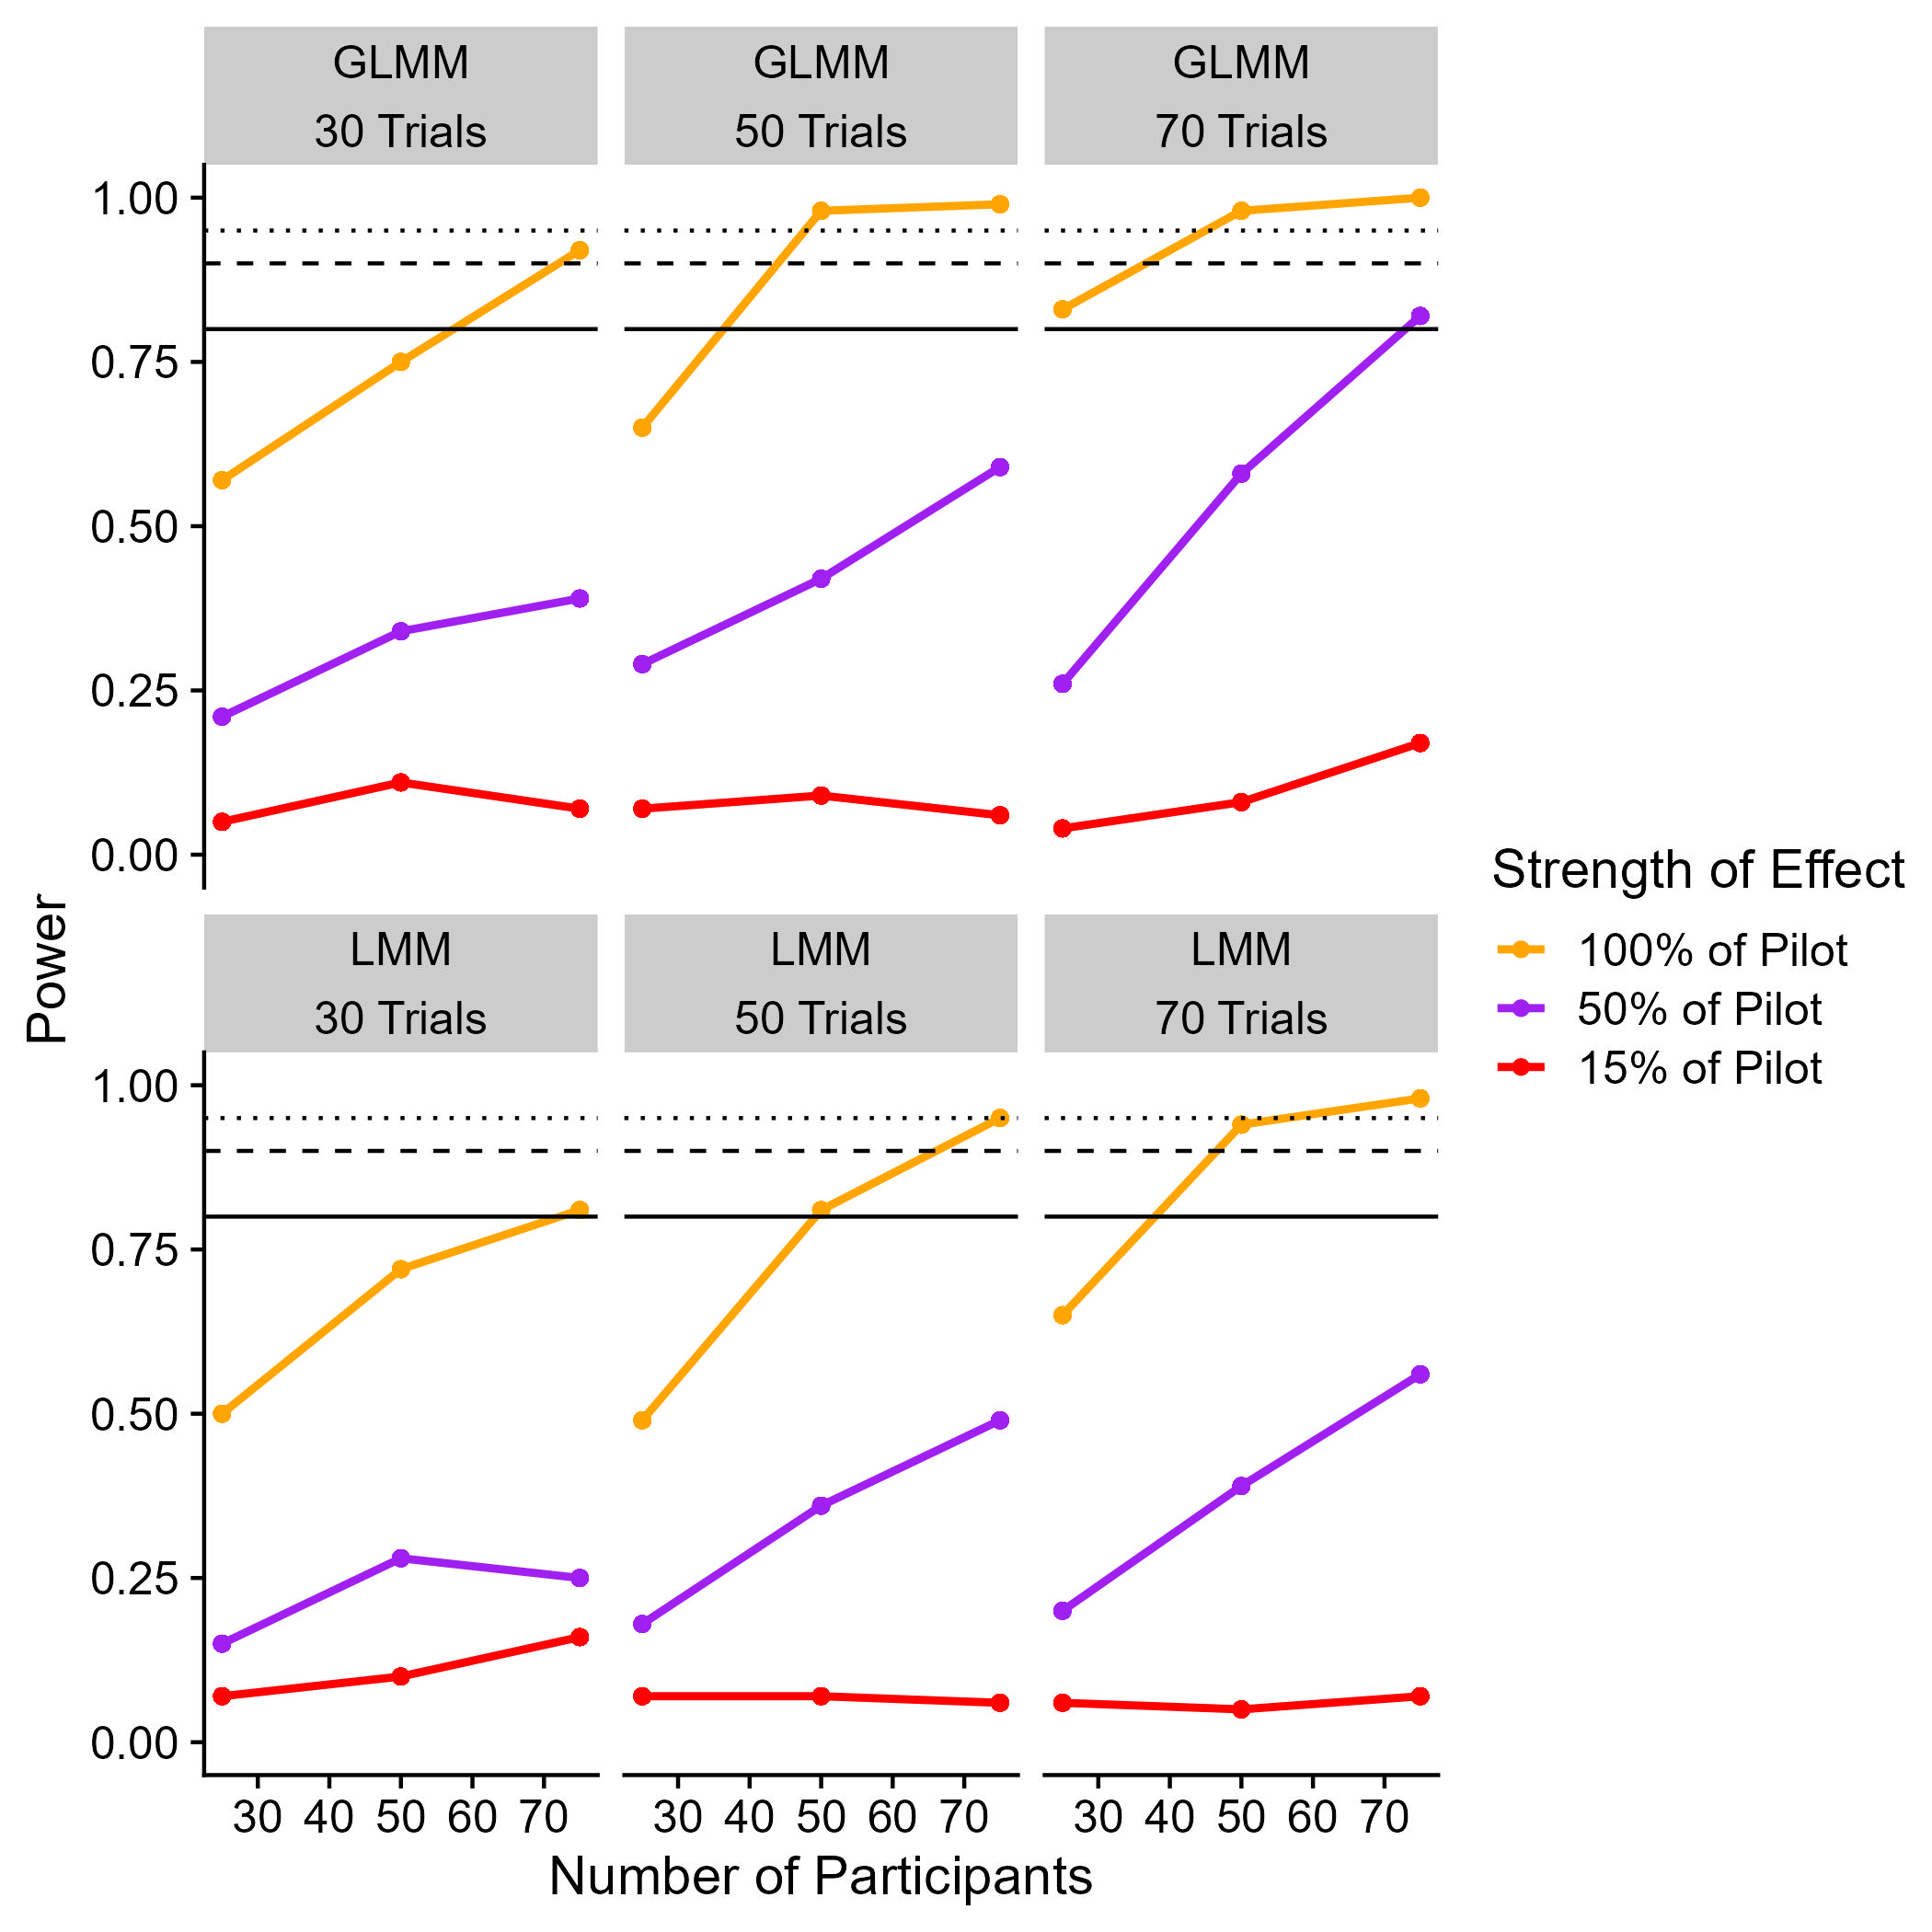 GLMM
30 Trials
GLMM
50 Trials
GLMM
70 Trials
1.00
0.75
0.50
0.25
0.00
LMM
30 Trials
LMM
50 Trials
LMM
70 Trials
1.00
0.75
0.50
0.25
0.00
30 40 50 60 70
30 40 50 60 70
30 40 50 60 70
Number of Participants
Power
Strength of Effect
100% of Pilot
50% of Pilot
15% of Pilot